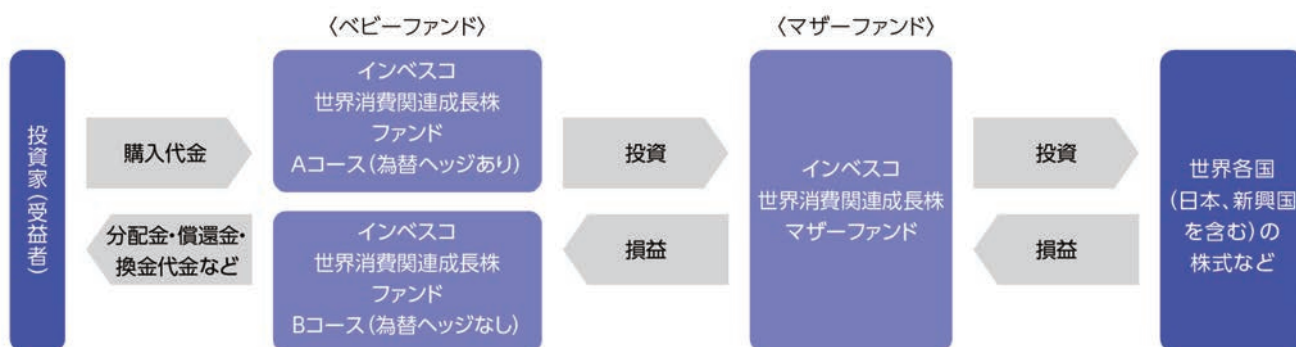 〈ベビーファンド〉
〈マザーファンド〉
投資家(受益者)
購入代金
分配金・償還金・
換金代金など
インベスコ
世界消費関連成長株
ファンド
Aコース(為替ヘッジあり)
インベスコ
世界消費関連成長株
ファンド
Bコース(為替ヘッジなし)
投資
損益
インベスコ
世界消費関連成長株
マザーファンド
投資
損益
世界各国
(日本、新興国
を含む)の
株式など